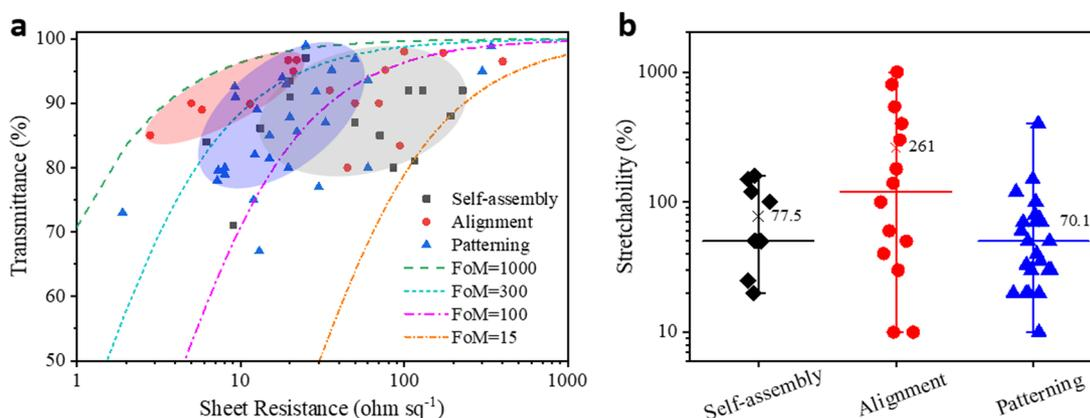 a
Transmittance (%)
100
90
80
70
60
50
1
10
100
1000
Sheet Resistance (ohm sq⁻¹)
Self-assembly
Alignment
Patterning
FoM=1000
FoM=300
FoM=100
FoM=15
b
Stretchability (%)
1000
100
10
77.5
261
70.1
Self-assembly
Alignment
Patterning